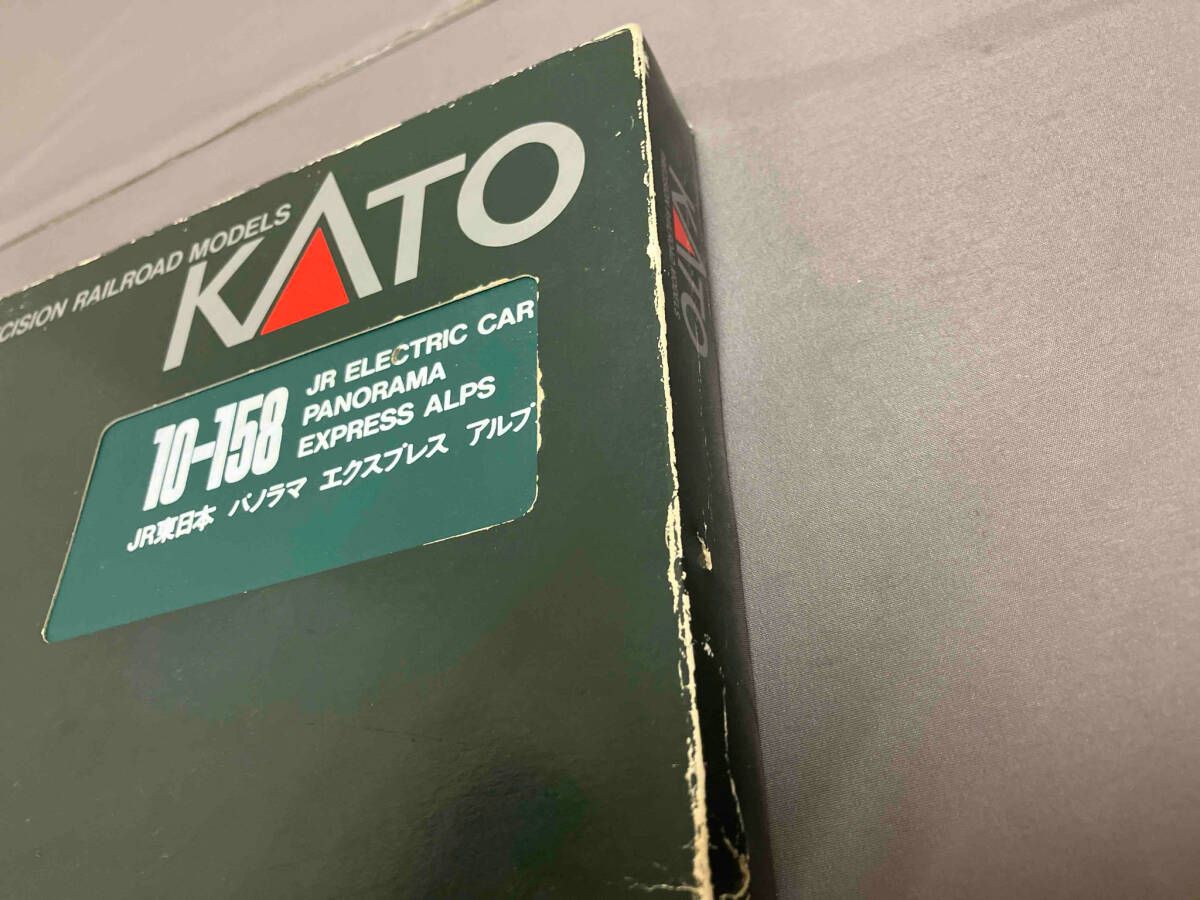 CISION RAILROAD MODELS
KATO
10-158
JR ELECTRIC CAR
PANORAMA
EXPRESS ALPS
JR東日本 パノラマ エクスプレス アルプ
KATO